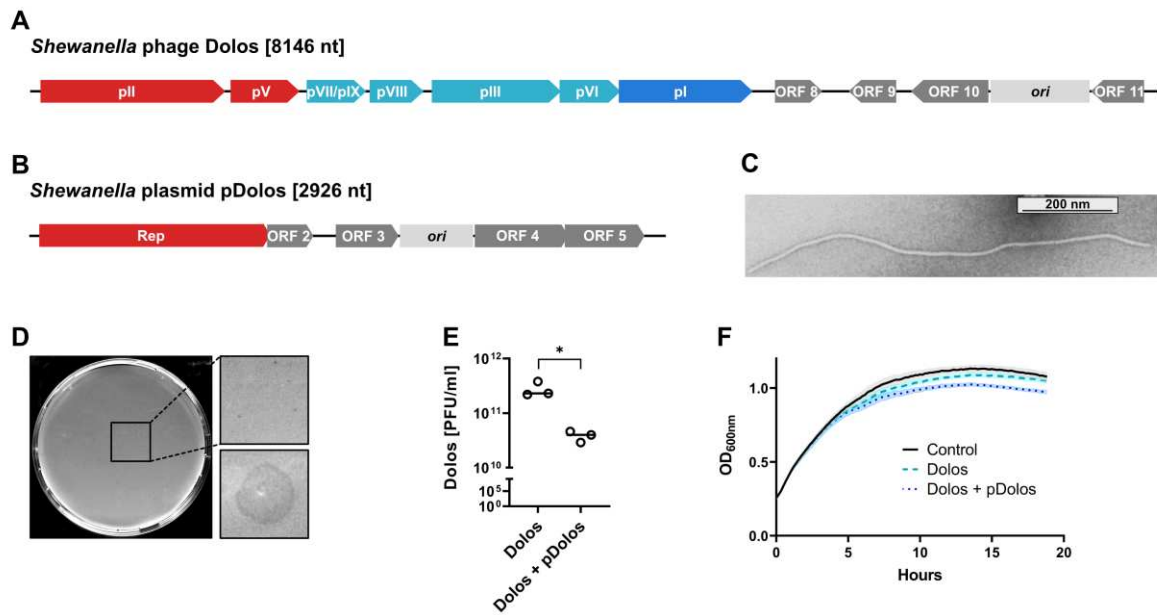 A
Shewanella phage Dolos [8146 nt]
pII pV pVII/pIX pVIII pIII pVI pI ORF 8 ORF 9 ORF 10 ori ORF 11
B
Shewanella plasmid pDolos [2926 nt]
Rep ORF 2 ORF 3 ori ORF 4 ORF 5
C
200 nm
D
E
Dolos [PFU/ml]
10¹²
*
10¹¹
10¹⁰
10⁵
10⁰
Dolos
Dolos + pDolos
F
OD600nm
1.0
0.5
0.0
Control
Dolos
Dolos + pDolos
0 5 10 15 20
Hours